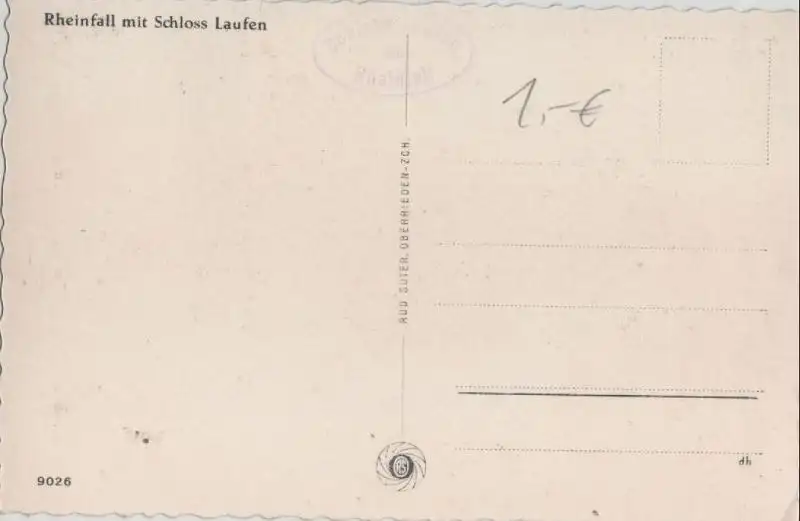 Rheinfall mit Schloss Laufen
1,-€
RUD SUTER, OBERRIEDEN-ZCH.
dh
9026